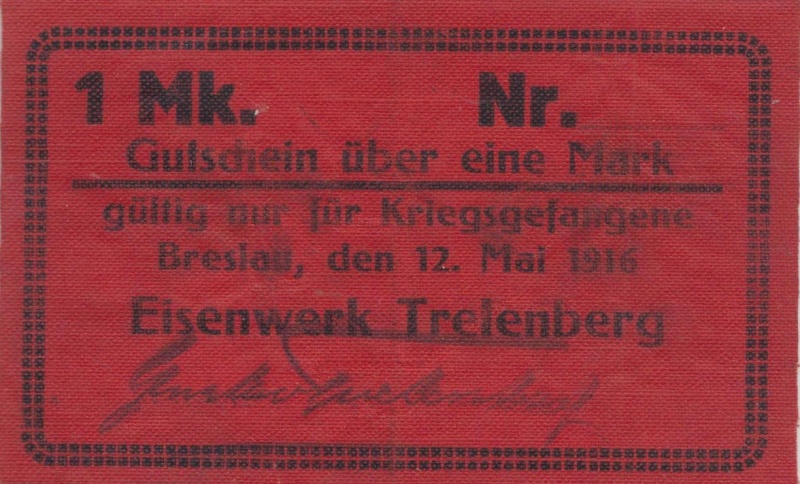 1 Mk. Nr.
Gutschein über eine Mark
gültig nur für Kriegsgefangene
Breslau, den 12. Mai 1916
Eisenwerk Trelenberg